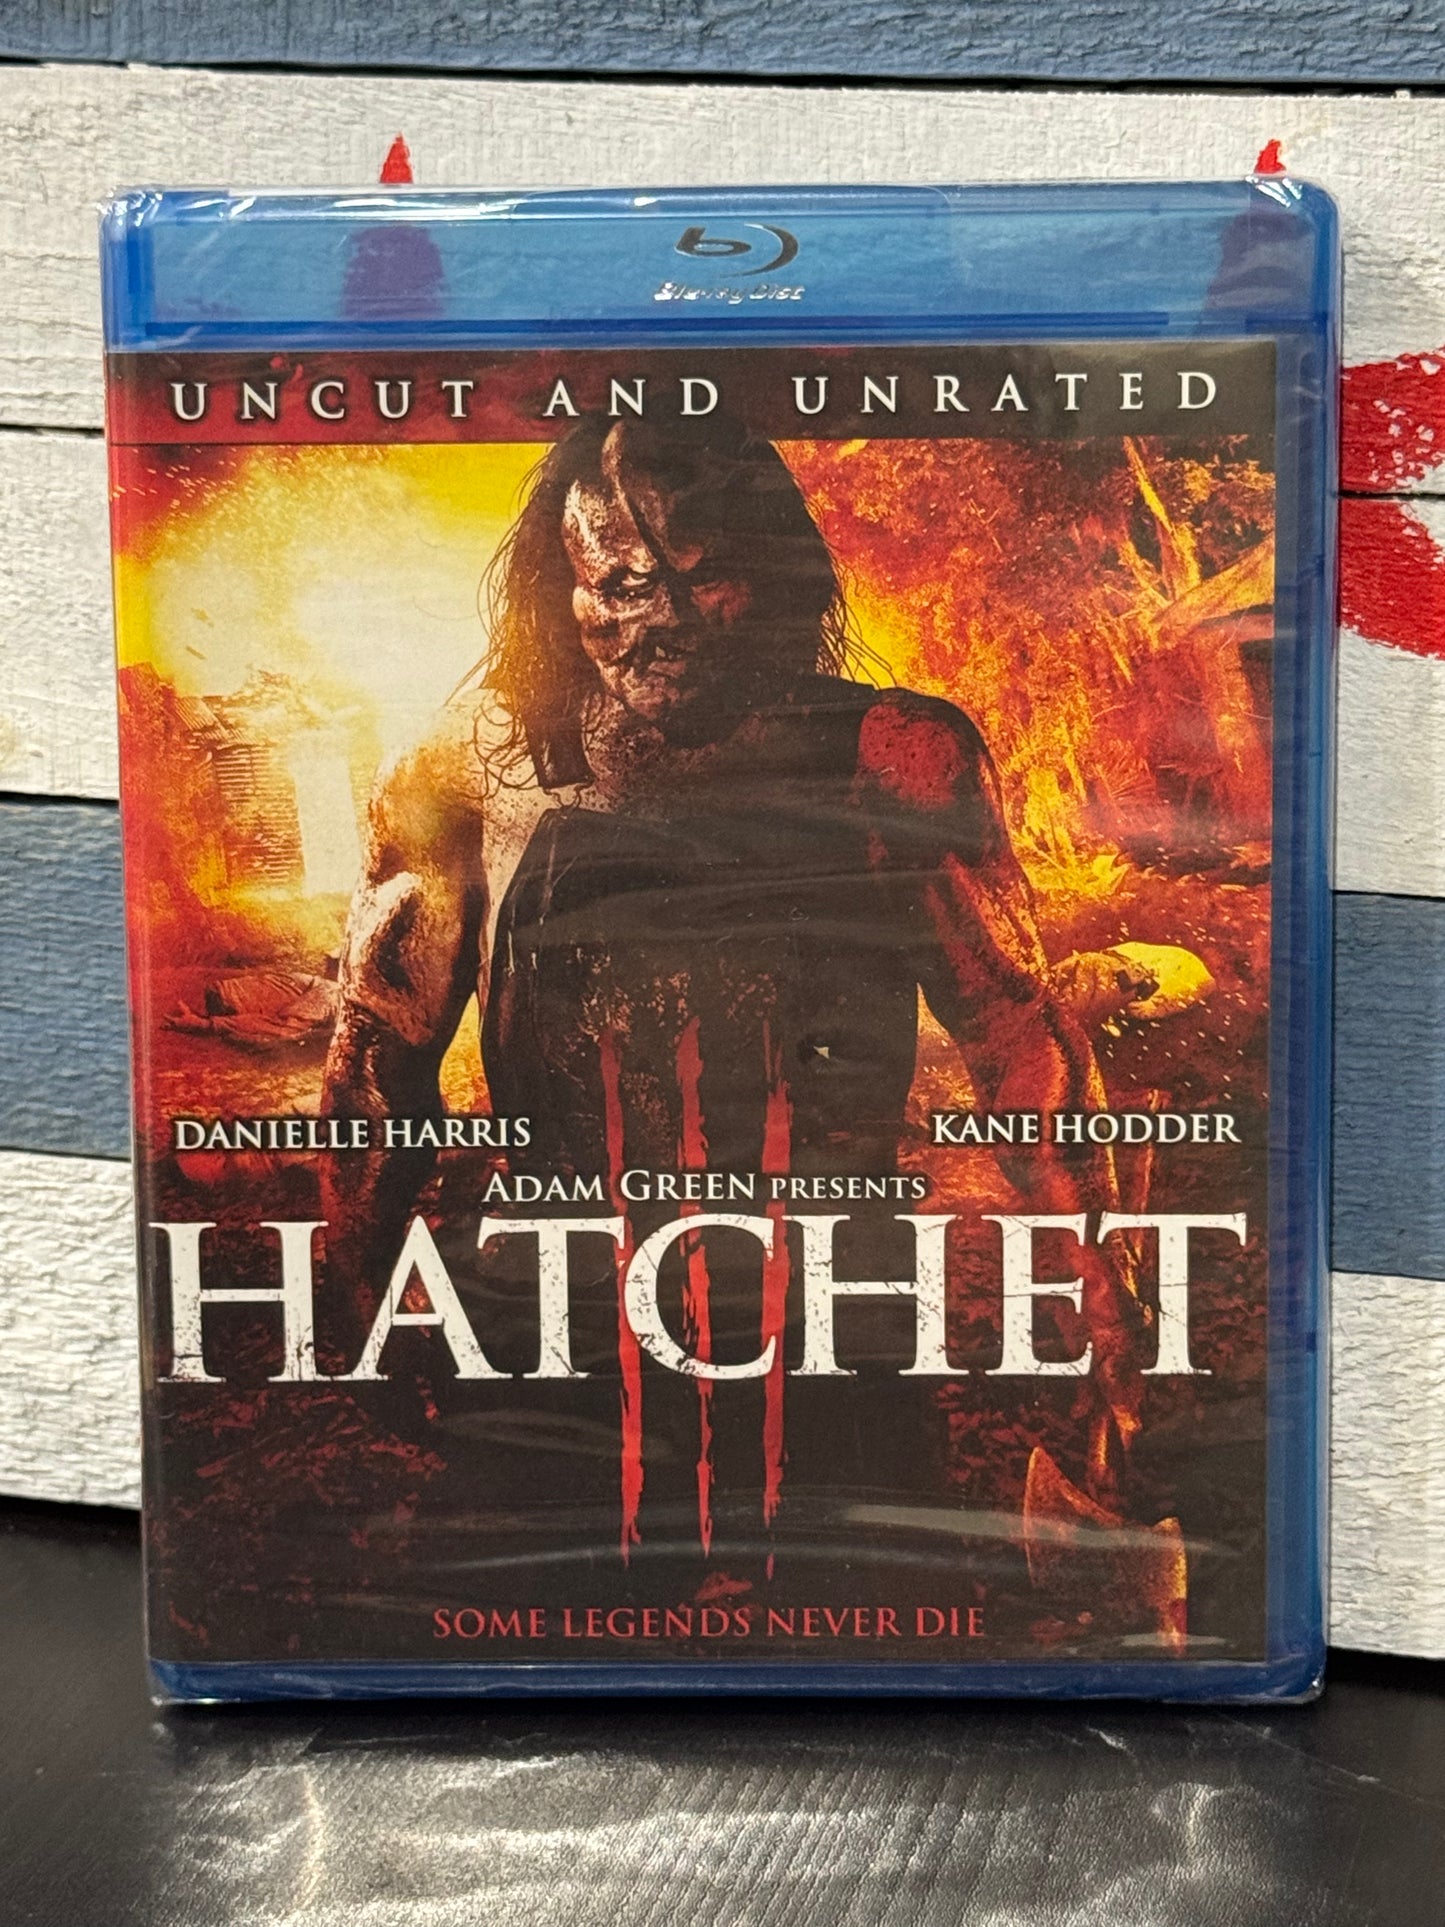 Blu-ray Disc
UNCUT AND UNRATED
DANIELLE HARRIS
KANE HODDER
ADAM GREEN PRESENTS
HATCHET
III
SOME LEGENDS NEVER DIE